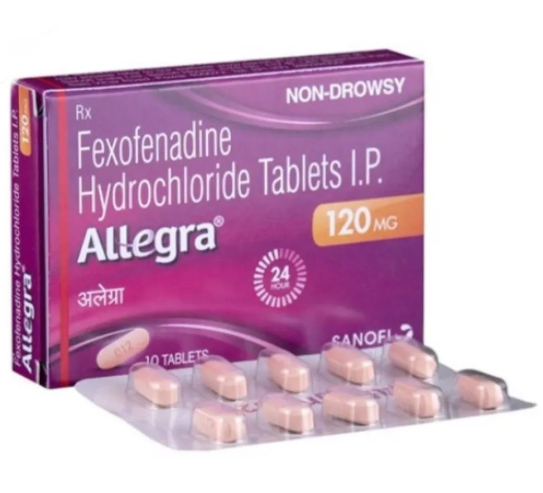 NON-DROWSY
Rx
Fexofenadine
Hydrochloride Tablets I.P.
Allegra®
120 MG
अलेग्रा
24
HOUR
012
10 TABLETS
SANOFI
Fexofenadine Hydrochloride Tablets I.P.
120 MG
Allegra®